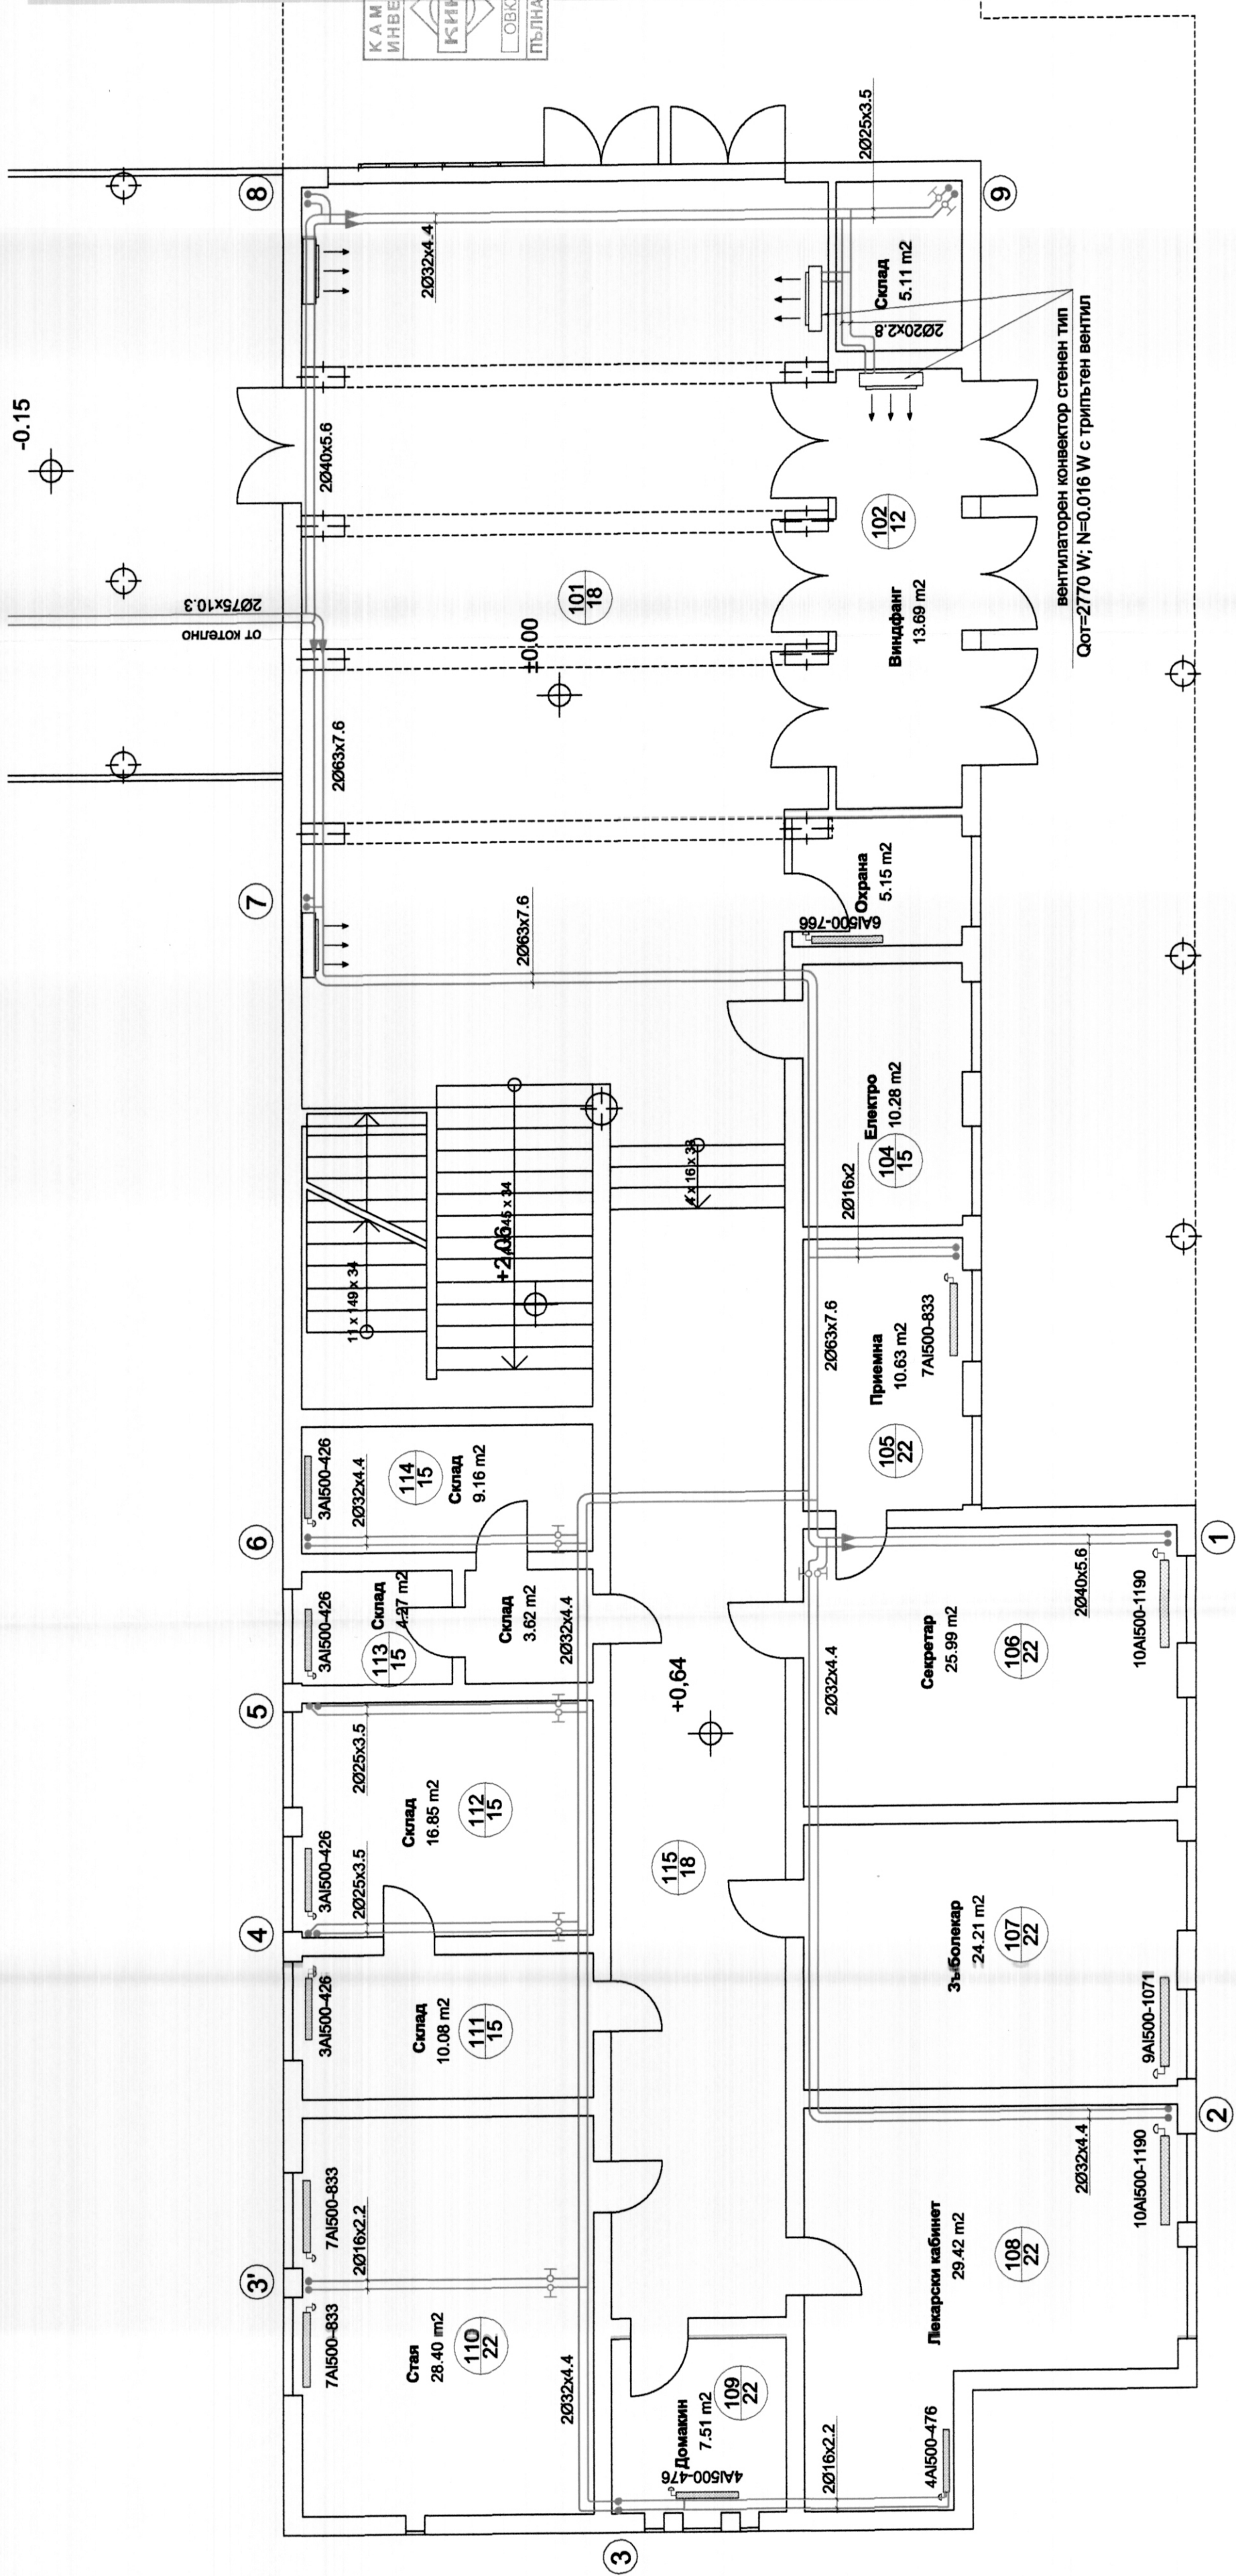 КАМ
ИНВЕ
КИИ
ОВК
ПЪЛНА
-0.15
8
9
7
6
5
4
3'
3
2
1
2Ø25x3.5
2Ø32x4.4
Склад
5.11 m2
2Ø20x2.8
2Ø40x5.6
вентилаторен конвектор стенен тип
Qот=2770 W; N=0.016 W с трипътен вентил
102
12
Виндфинг
13.69 m2
2Ø75x10.3
от котелно
101
18
±0.00
2Ø63x7.6
2Ø63x7.6
Охрана
5.15 m2
6Al500-766
Електро
10.28 m2
104
15
2Ø16x2
4 x 16 x 33
11 x 149 x 34
+2,06
2Ø63x7.6
Приемна
10.63 m2
7Al500-833
105
22
3Al500-426
2Ø32x4.4
114
15
Склад
9.16 m2
3Al500-426
Склад
4.27 m2
113
15
Склад
3.62 m2
2Ø32x4.4
+0,64
2Ø32x4.4
Секретар
25.99 m2
106
22
2Ø40x5.6
10Al500-1190
2Ø25x3.5
Склад
16.85 m2
112
15
3Al500-426
2Ø25x3.5
115
18
Зъболекар
24.21 m2
107
22
9Al500-1071
3Al500-426
Склад
10.08 m2
111
15
7Al500-833
2Ø16x2.2
7Al500-833
Стая
28.40 m2
110
22
2Ø32x4.4
2Ø32x4.4
10Al500-1190
Лекарски кабинет
29.42 m2
108
22
Домакин
7.51 m2
109
22
4Al500-476
2Ø16x2.2
4Al500-476